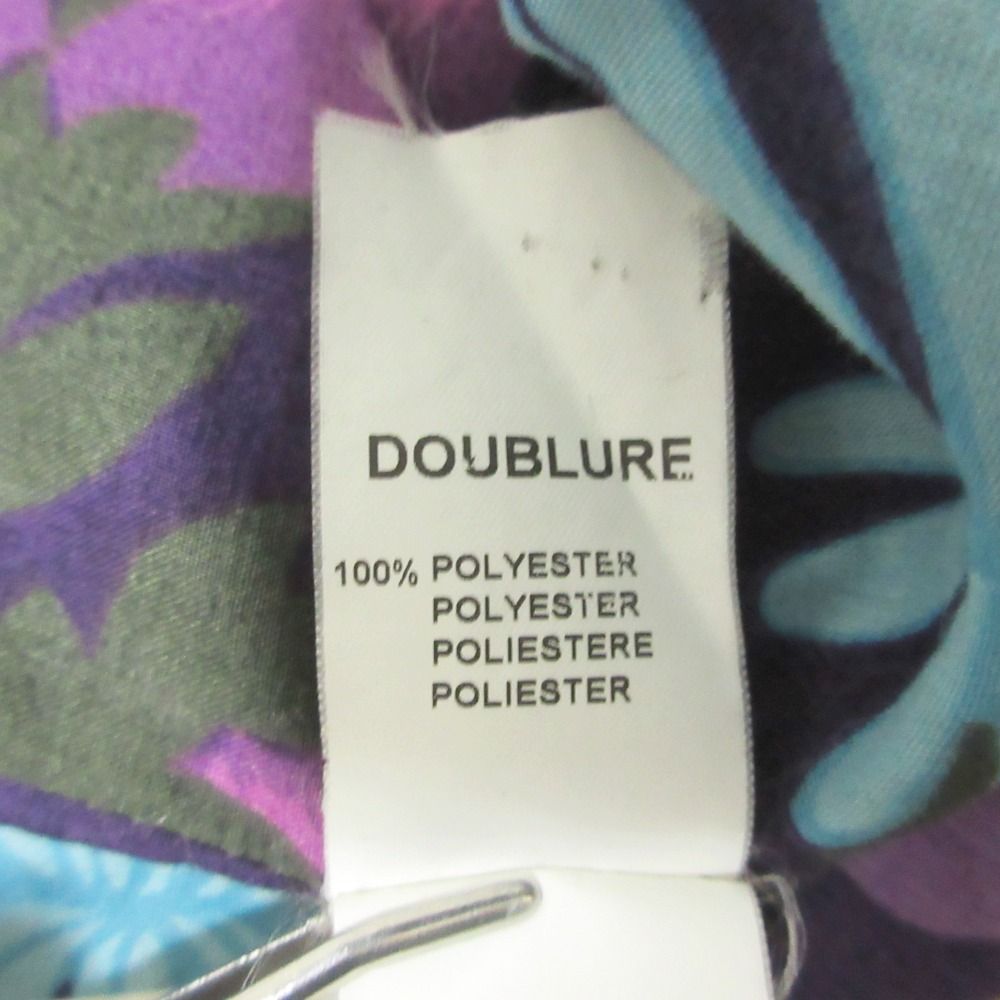 DOUBLURE
100% POLYESTER
POLYESTER
POLIESTERE
POLIESTER